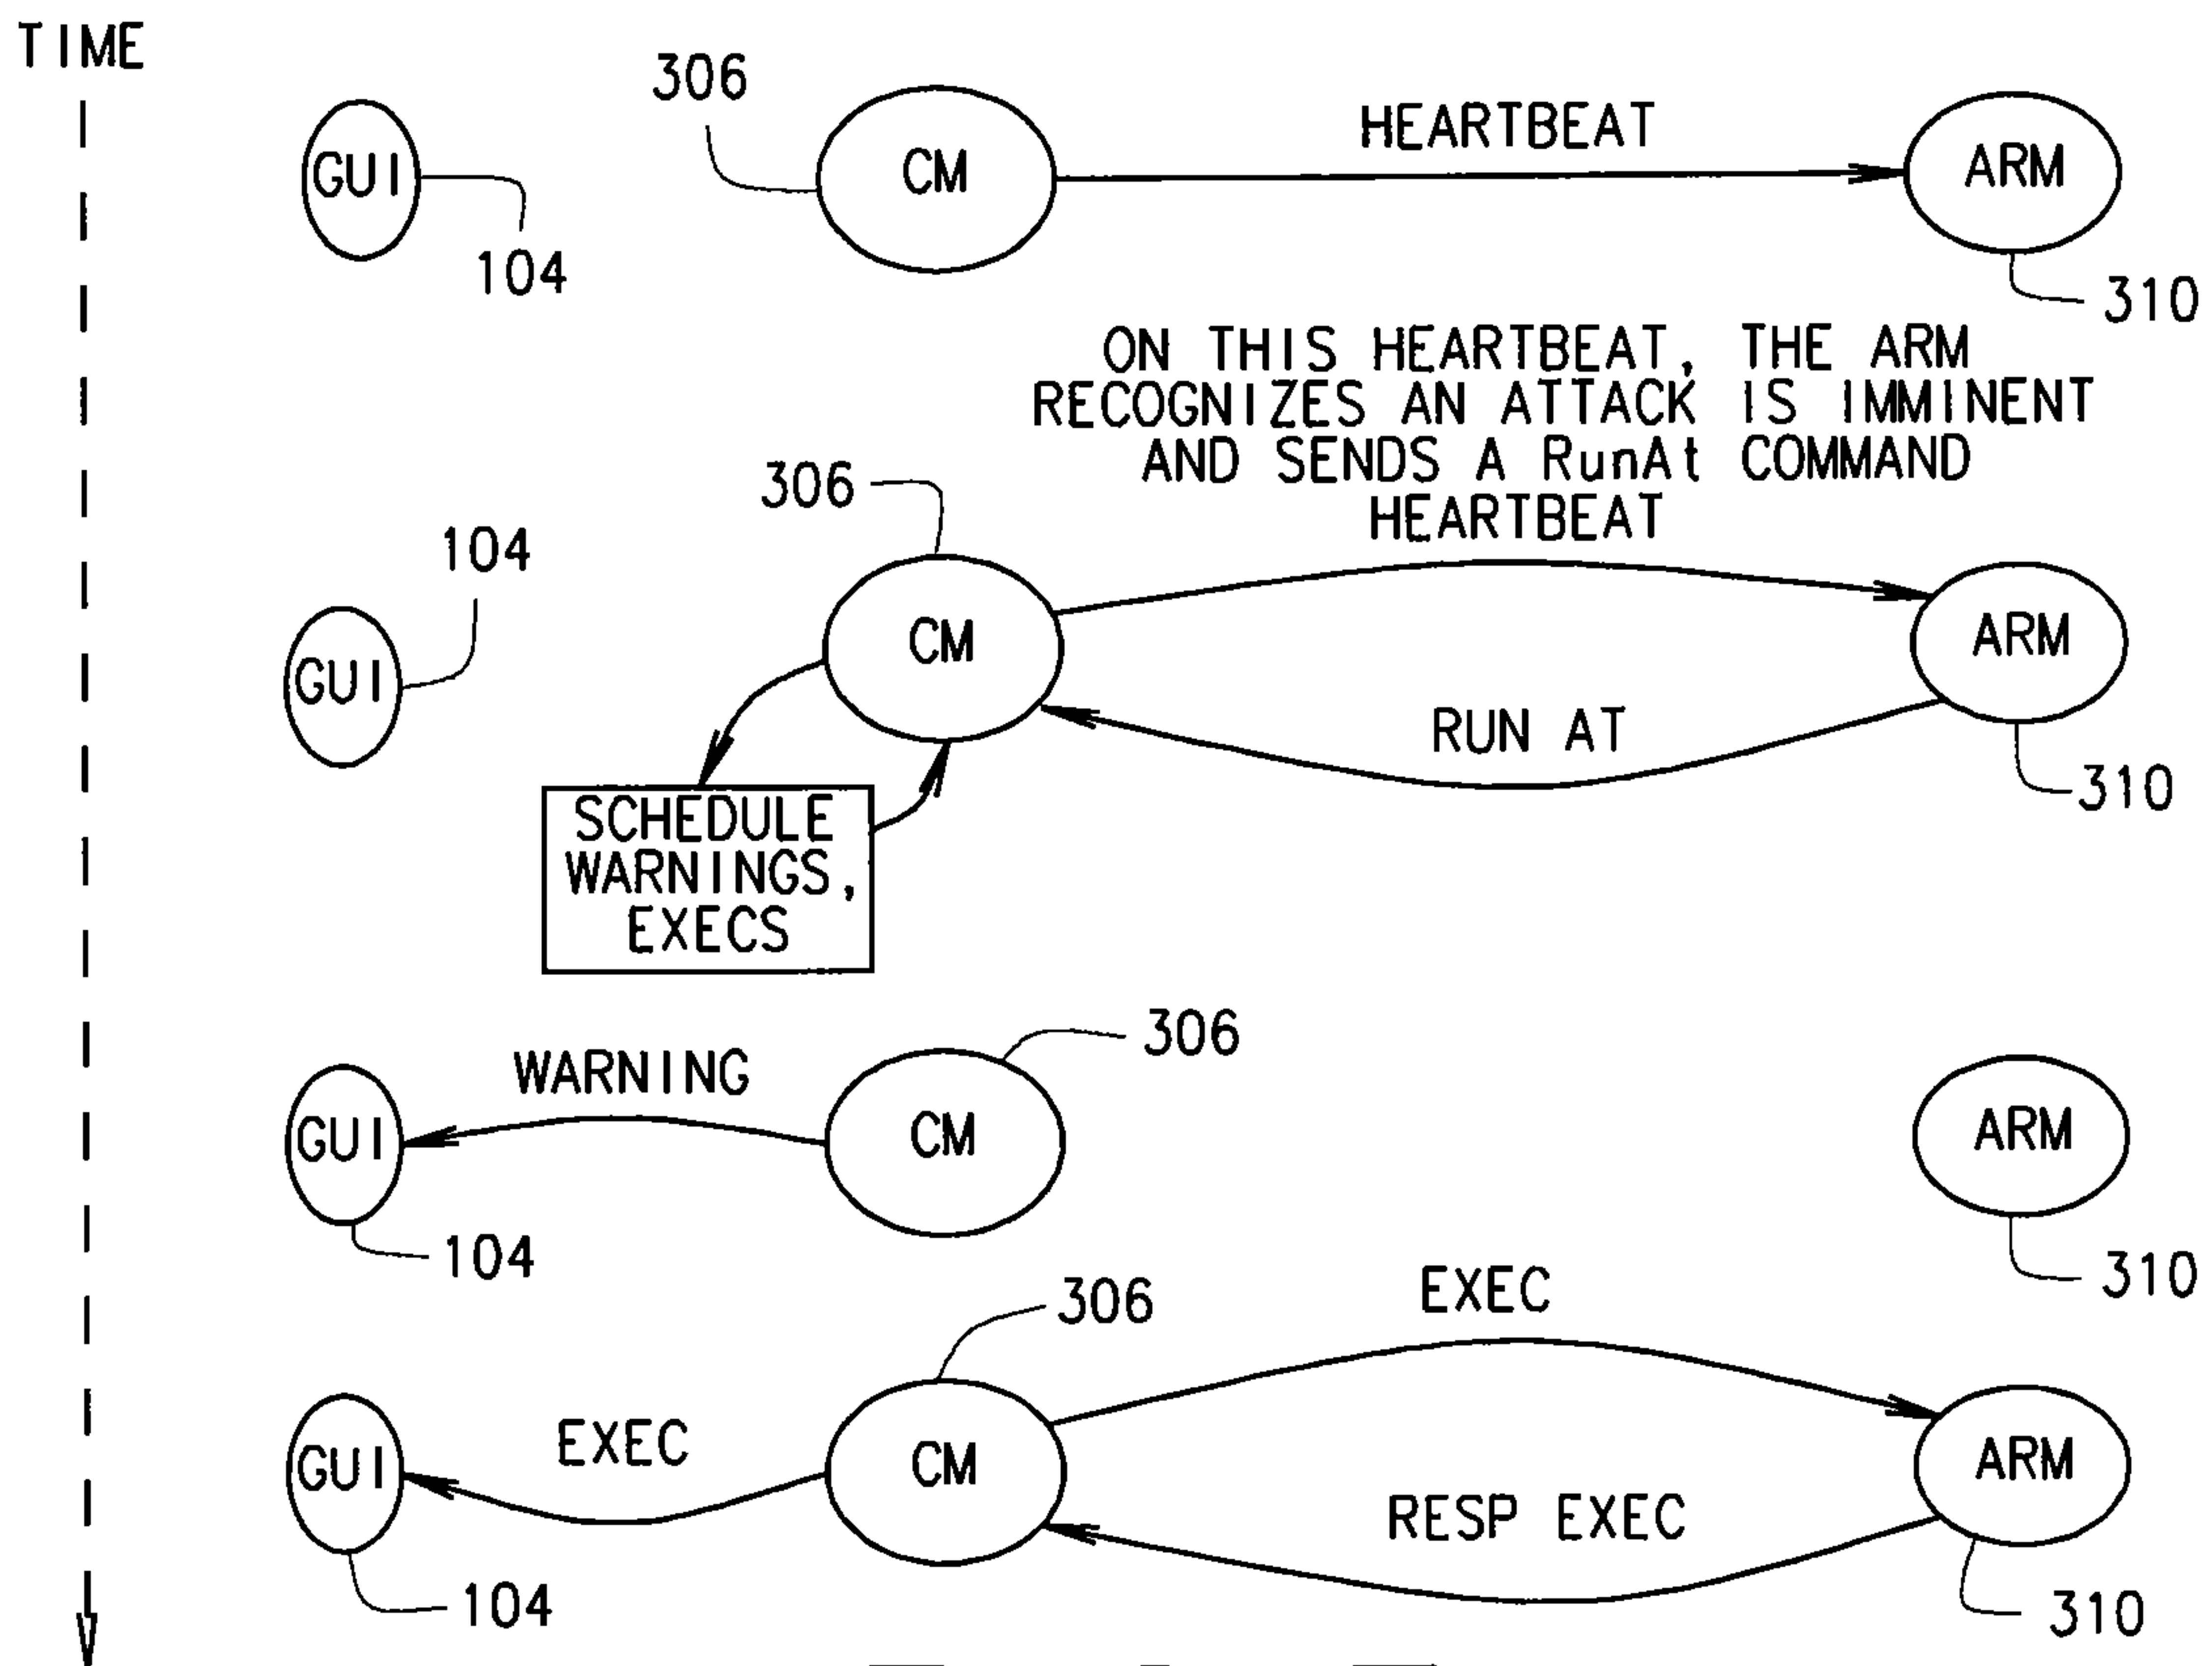 TIME
306
HEARTBEAT
GUI
CM
ARM
104
310
ON THIS HEARTBEAT, THE ARM
RECOGNIZES AN ATTACK IS IMMINENT
AND SENDS A RunAt COMMAND
306
HEARTBEAT
104
CM
ARM
GUI
RUN AT
310
SCHEDULE
WARNINGS,
EXECS
306
WARNING
GUI
CM
ARM
104
310
306
EXEC
EXEC
GUI
CM
ARM
RESP EXEC
104
310